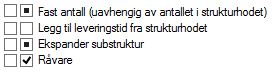 Fast antall (uavhengig av antallet i strukturhodet)
Legg til leveringstid fra strukturhodet
Ekspander substruktur
Råvare